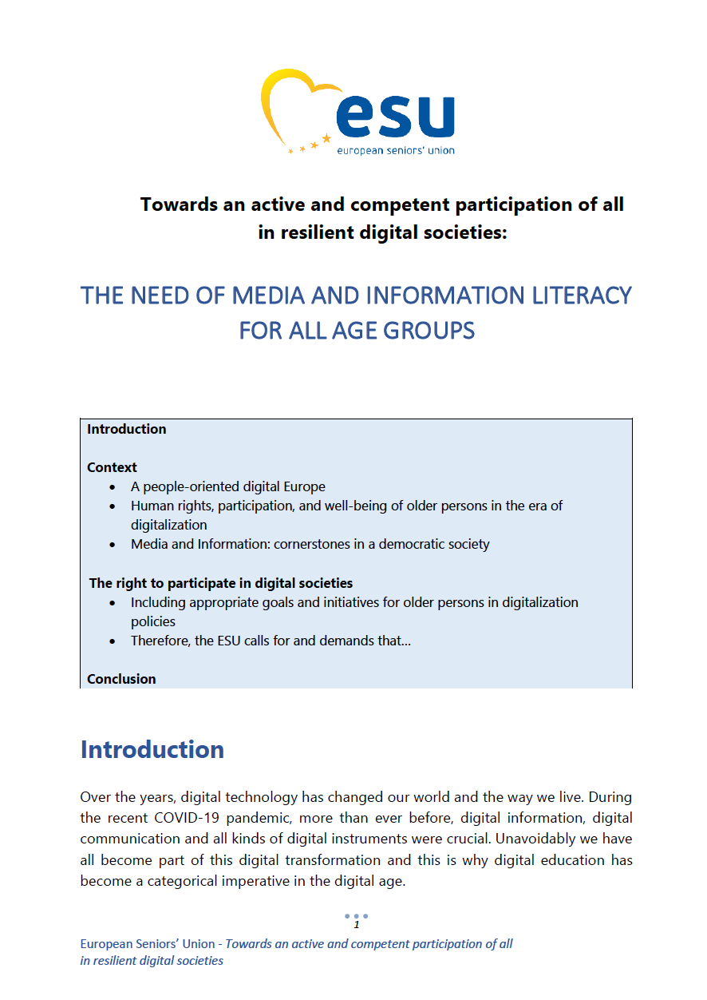 esu
european seniors' union
Towards an active and competent participation of all
in resilient digital societies:
THE NEED OF MEDIA AND INFORMATION LITERACY
FOR ALL AGE GROUPS
Introduction
Context
• A people-oriented digital Europe
• Human rights, participation, and well-being of older persons in the era of
digitalization
• Media and Information: cornerstones in a democratic society
The right to participate in digital societies
• Including appropriate goals and initiatives for older persons in digitalization
policies
• Therefore, the ESU calls for and demands that…
Conclusion
Introduction
Over the years, digital technology has changed our world and the way we live. During
the recent COVID-19 pandemic, more than ever before, digital information, digital
communication and all kinds of digital instruments were crucial. Unavoidably we have
all become part of this digital transformation and this is why digital education has
become a categorical imperative in the digital age.
1
European Seniors' Union - Towards an active and competent participation of all
in resilient digital societies